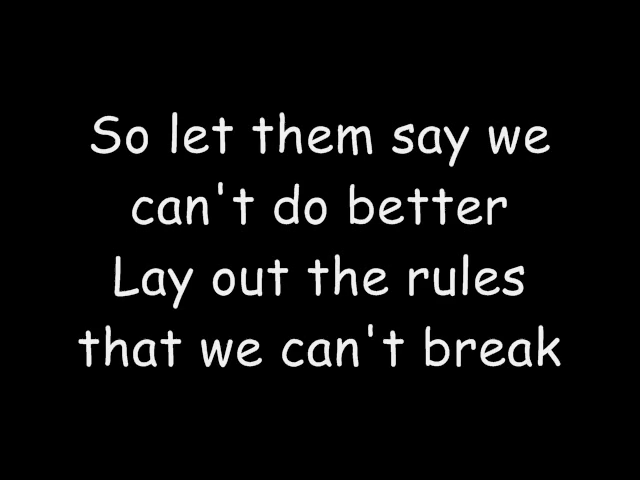 So let them say we
can't do better
Lay out the rules
that we can't break